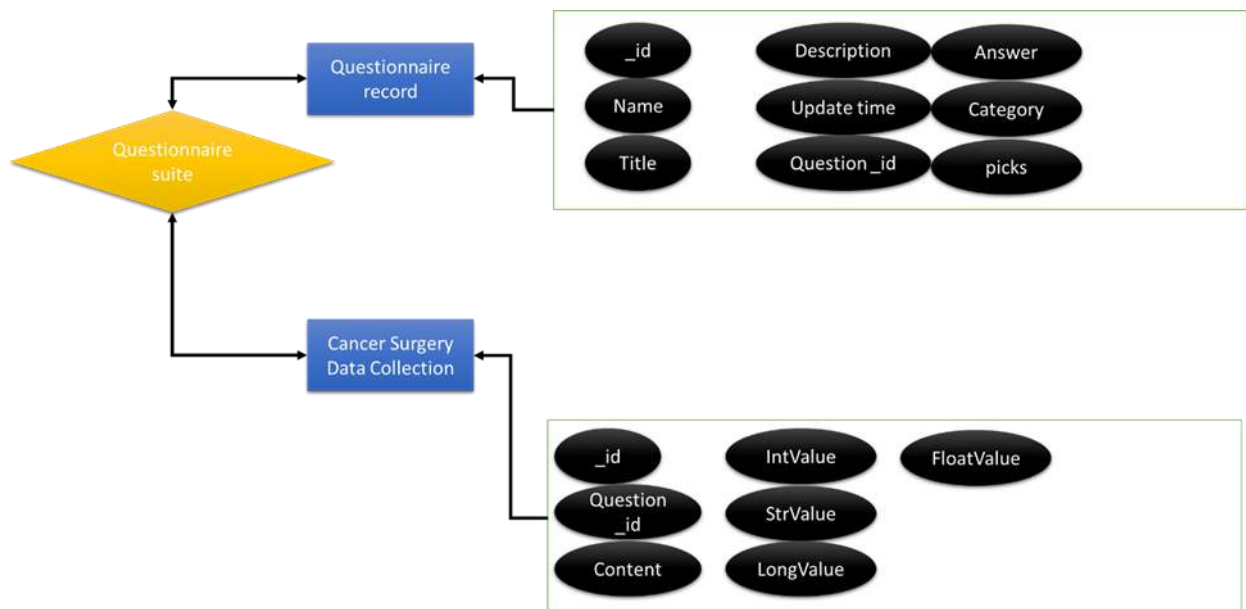 Questionnaire
suite
Questionnaire
record
_id
Description
Answer
Name
Update time
Category
Title
Question _id
picks
Cancer Surgery
Data Collection
_id
IntValue
FloatValue
Question
_id
StrValue
Content
LongValue